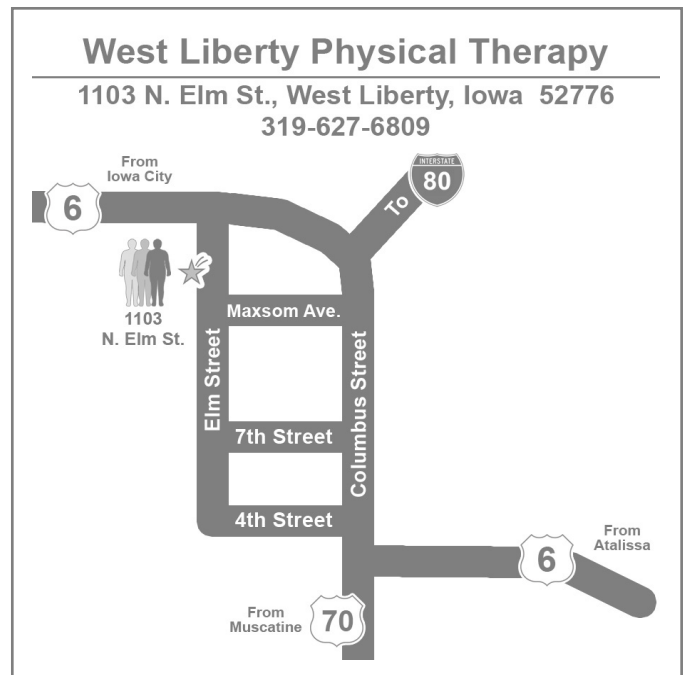 West Liberty Physical Therapy
1103 N. Elm St., West Liberty, Iowa  52776
319-627-6809
From
Iowa City
6
INTERSTATE
80
To
1103
N. Elm St.
Maxsom Ave.
Elm Street
Columbus Street
7th Street
4th Street
From
Atalissa
6
From
Muscatine
70